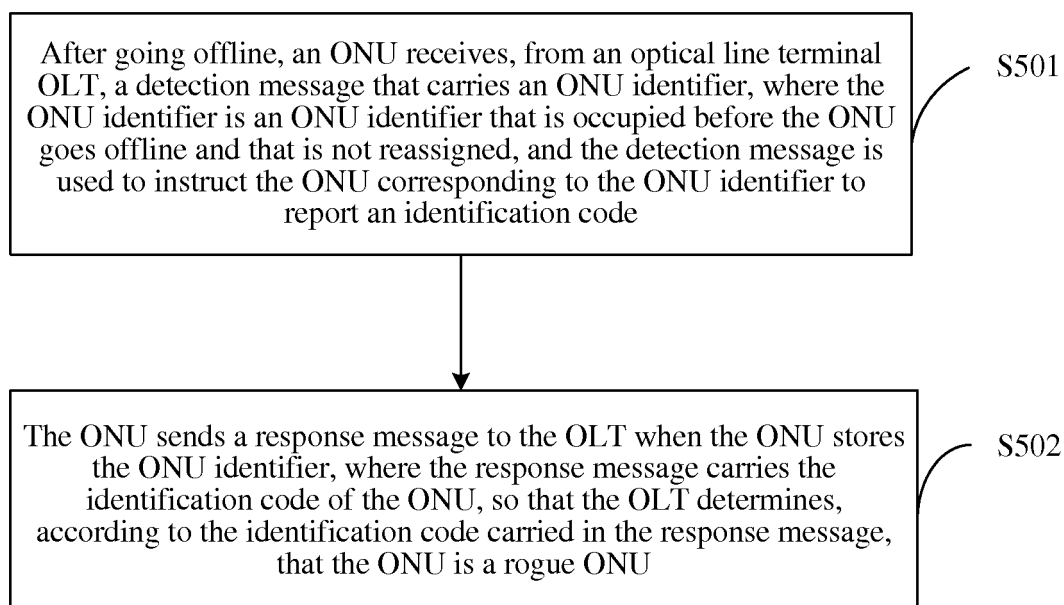 After going offline, an ONU receives, from an optical line terminal
OLT, a detection message that carries an ONU identifier, where the
ONU identifier is an ONU identifier that is occupied before the ONU
goes offline and that is not reassigned, and the detection message is
used to instruct the ONU corresponding to the ONU identifier to
report an identification code
S501
The ONU sends a response message to the OLT when the ONU stores
the ONU identifier, where the response message carries the
identification code of the ONU, so that the OLT determines,
according to the identification code carried in the response message,
that the ONU is a rogue ONU
S502